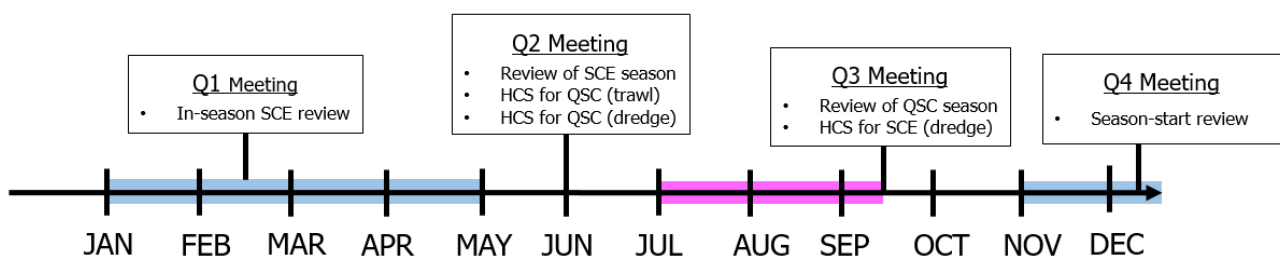 Q1 Meeting
• In-season SCE review
Q2 Meeting
• Review of SCE season
• HCS for QSC (trawl)
• HCS for QSC (dredge)
Q3 Meeting
• Review of QSC season
• HCS for SCE (dredge)
Q4 Meeting
• Season-start review
JAN FEB MAR APR MAY JUN JUL AUG SEP OCT NOV DEC